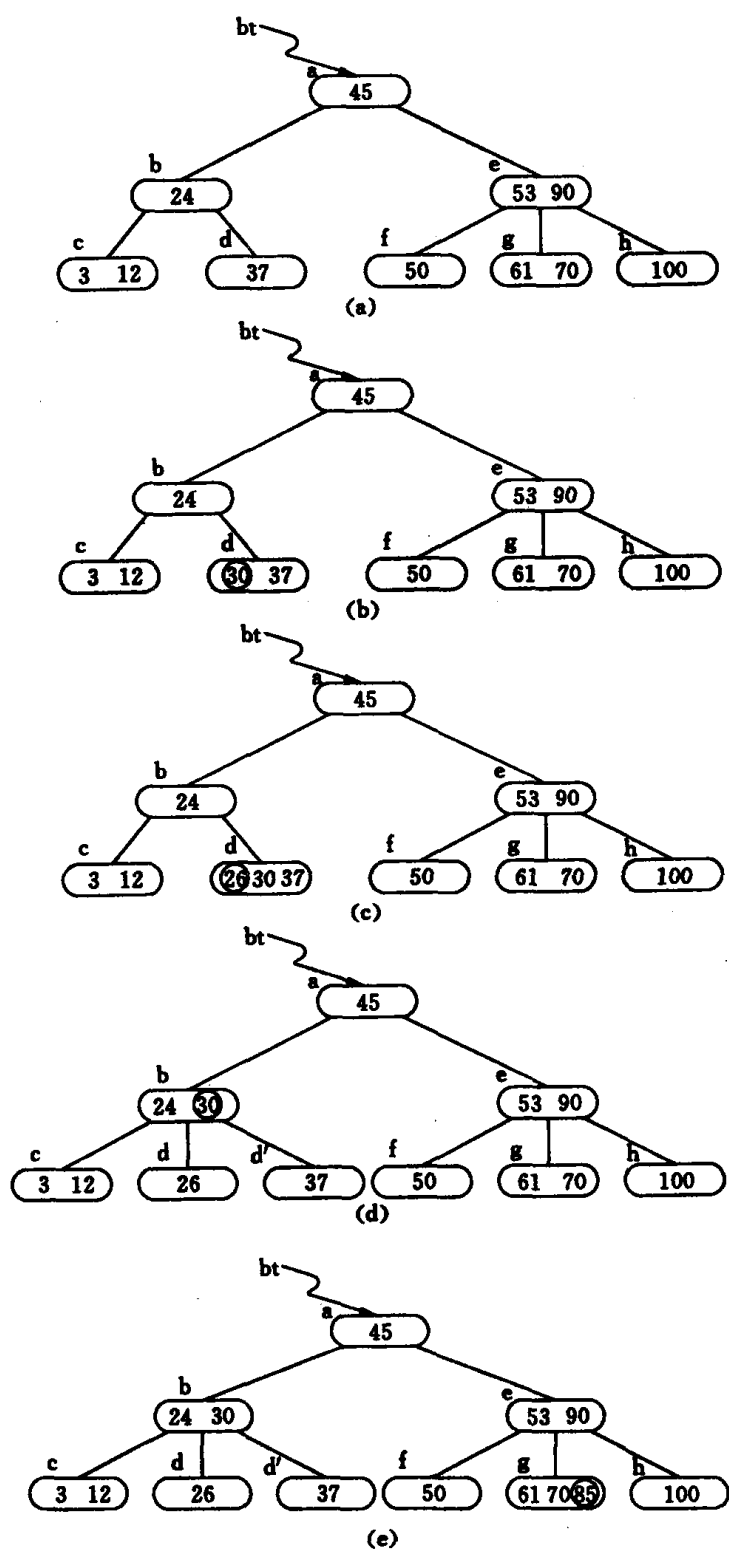 bt
a
45
b e
24 53 90
c d f g h
3 12 37 50 61 70 100
(a)
bt
a
45
b e
24 53 90
c d f g h
3 12 30 37 50 61 70 100
(b)
bt
a
45
b e
24 53 90
c d f g h
3 12 26 30 37 50 61 70 100
(c)
bt
a
45
b e
24 30 53 90
c d d′ f g h
3 12 26 37 50 61 70 100
(d)
bt
a
45
b e
24 30 53 90
c d d′ f g h
3 12 26 37 50 61 70 85 100
(e)